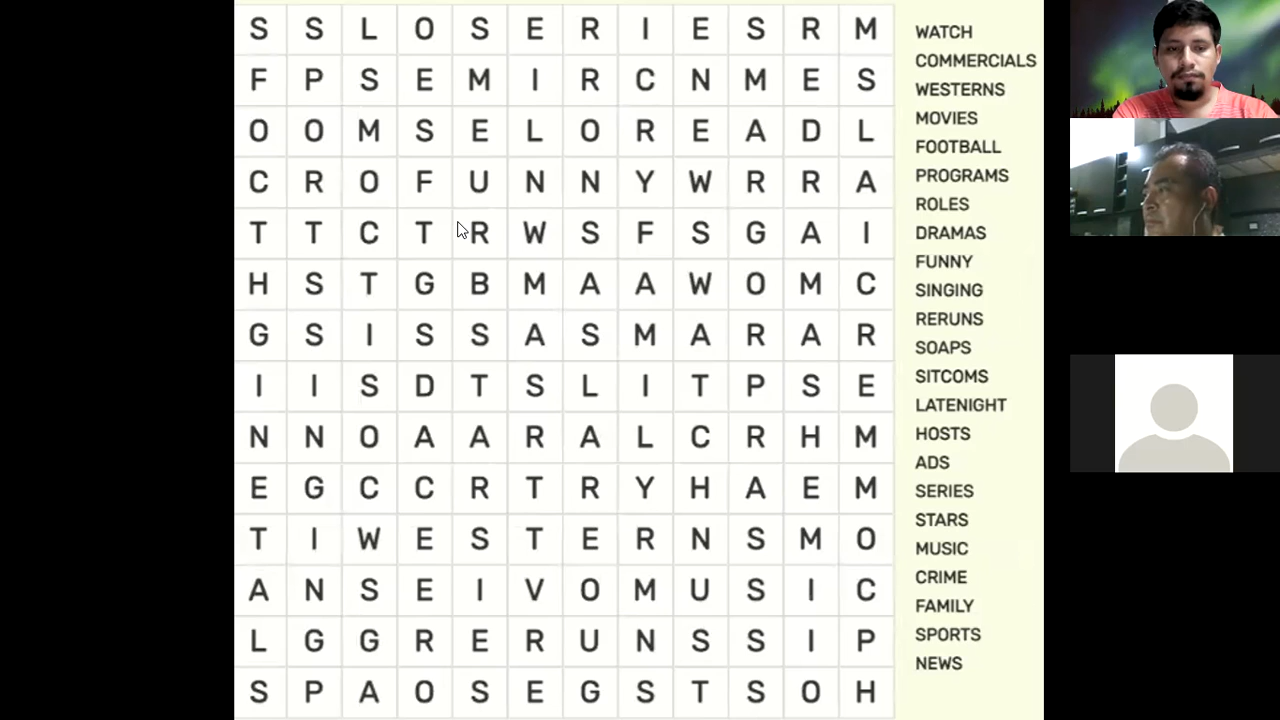 S S L O S E R I E S R M
F P S E M I R C N M E S
O O M S E L O R E A D L
C R O F U N N Y W R R A
T T C T R W S F S G A I
H S T G B M A A W O M C
G S I S S A S M A R A R
I I S D T S L I T P S E
N N O A A R A L C R H M
E G C C R T R Y H A E M
T I W E S T E R N S M O
A N S E I V O M U S I C
L G G R E R U N S S I P
S P A O S E G S T S O H
WATCH
COMMERCIALS
WESTERNS
MOVIES
FOOTBALL
PROGRAMS
ROLES
DRAMAS
FUNNY
SINGING
RERUNS
SOAPS
SITCOMS
LATENIGHT
HOSTS
ADS
SERIES
STARS
MUSIC
CRIME
FAMILY
SPORTS
NEWS